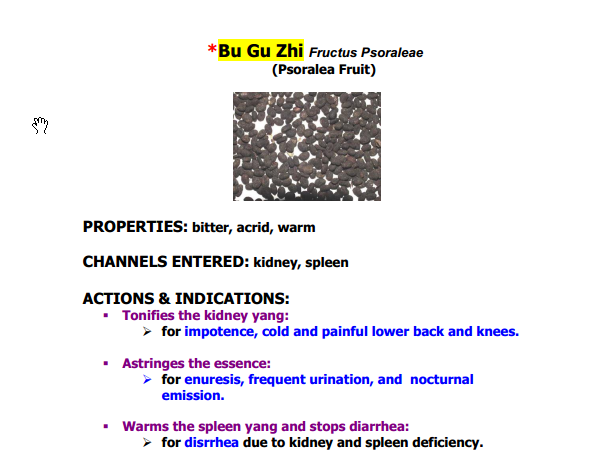 *Bu Gu Zhi Fructus Psoraleae
(Psoralea Fruit)
PROPERTIES: bitter, acrid, warm
CHANNELS ENTERED: kidney, spleen
ACTIONS & INDICATIONS:
▪ Tonifies the kidney yang:
➢ for impotence, cold and painful lower back and knees.
▪ Astringes the essence:
➢ for enuresis, frequent urination, and nocturnal
emission.
▪ Warms the spleen yang and stops diarrhea:
➢ for disrrhea due to kidney and spleen deficiency.